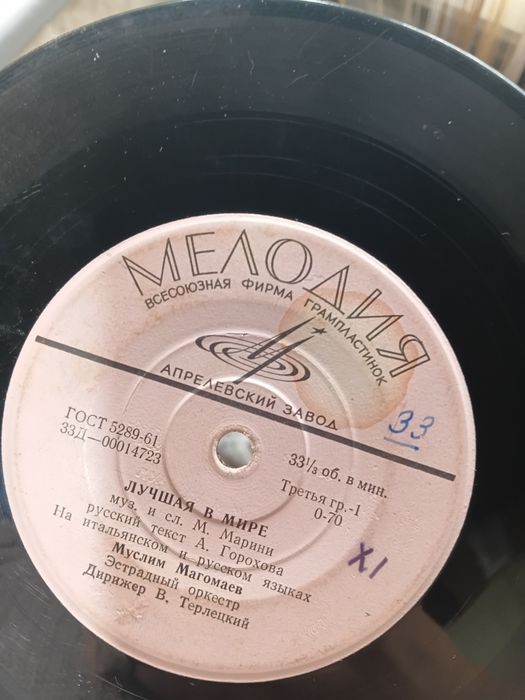 МЕЛОДИЯ
ВСЕСОЮЗНАЯ ФИРМА ГРАМПЛАСТИНОК
АПРЕЛЕВСКИЙ ЗАВОД
33
ГОСТ 5289-61
33Д—00014723
33⅓ об. в мин.
Третья гр.-1
0-70
ЛУЧШАЯ В МИРЕ
муз. и сл. М. Марини
русский текст А. Горохова
На итальянском и русском языках
Муслим Магомаев
Эстрадный оркестр
Дирижер В. Терлецкий
XI